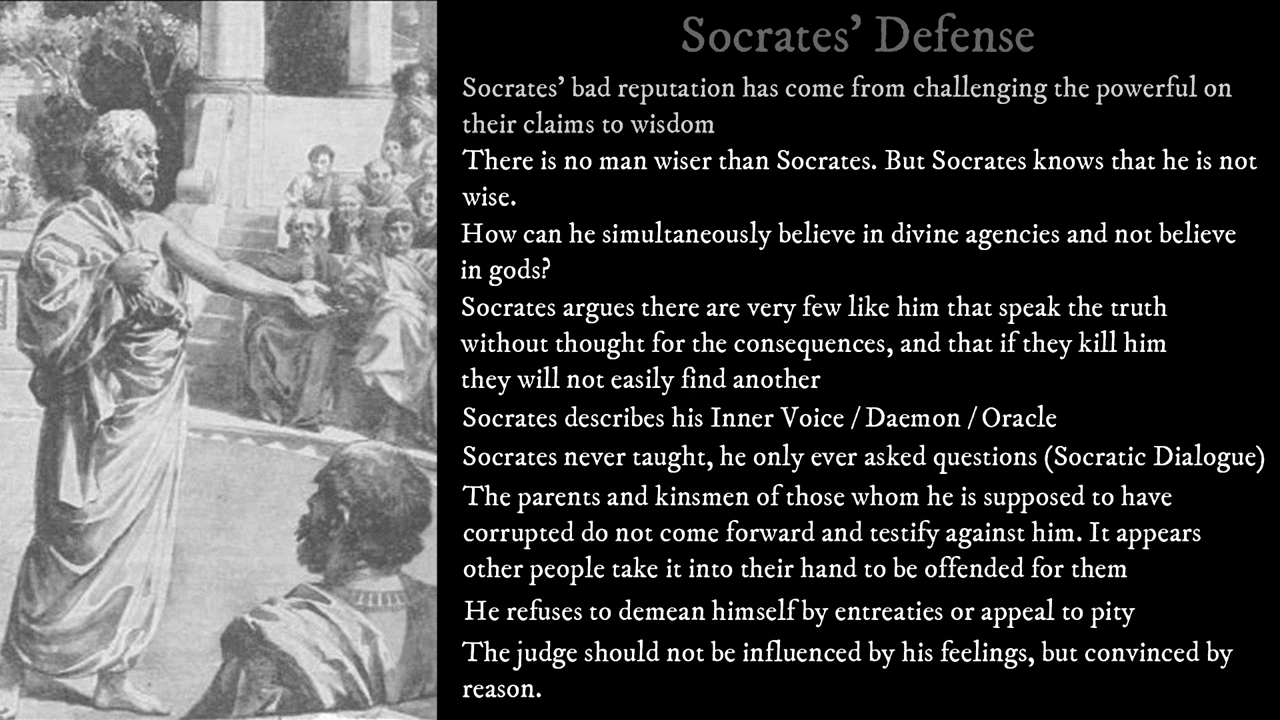 Socrates' Defense
Socrates' bad reputation has come from challenging the powerful on
their claims to wisdom
There is no man wiser than Socrates. But Socrates knows that he is not
wise.
How can he simultaneously believe in divine agencies and not believe
in gods?
Socrates argues there are very few like him that speak the truth
without thought for the consequences, and that if they kill him
they will not easily find another
Socrates describes his Inner Voice / Daemon / Oracle
Socrates never taught, he only ever asked questions (Socratic Dialogue)
The parents and kinsmen of those whom he is supposed to have
corrupted do not come forward and testify against him. It appears
other people take it into their hand to be offended for them
He refuses to demean himself by entreaties or appeal to pity
The judge should not be influenced by his feelings, but convinced by
reason.